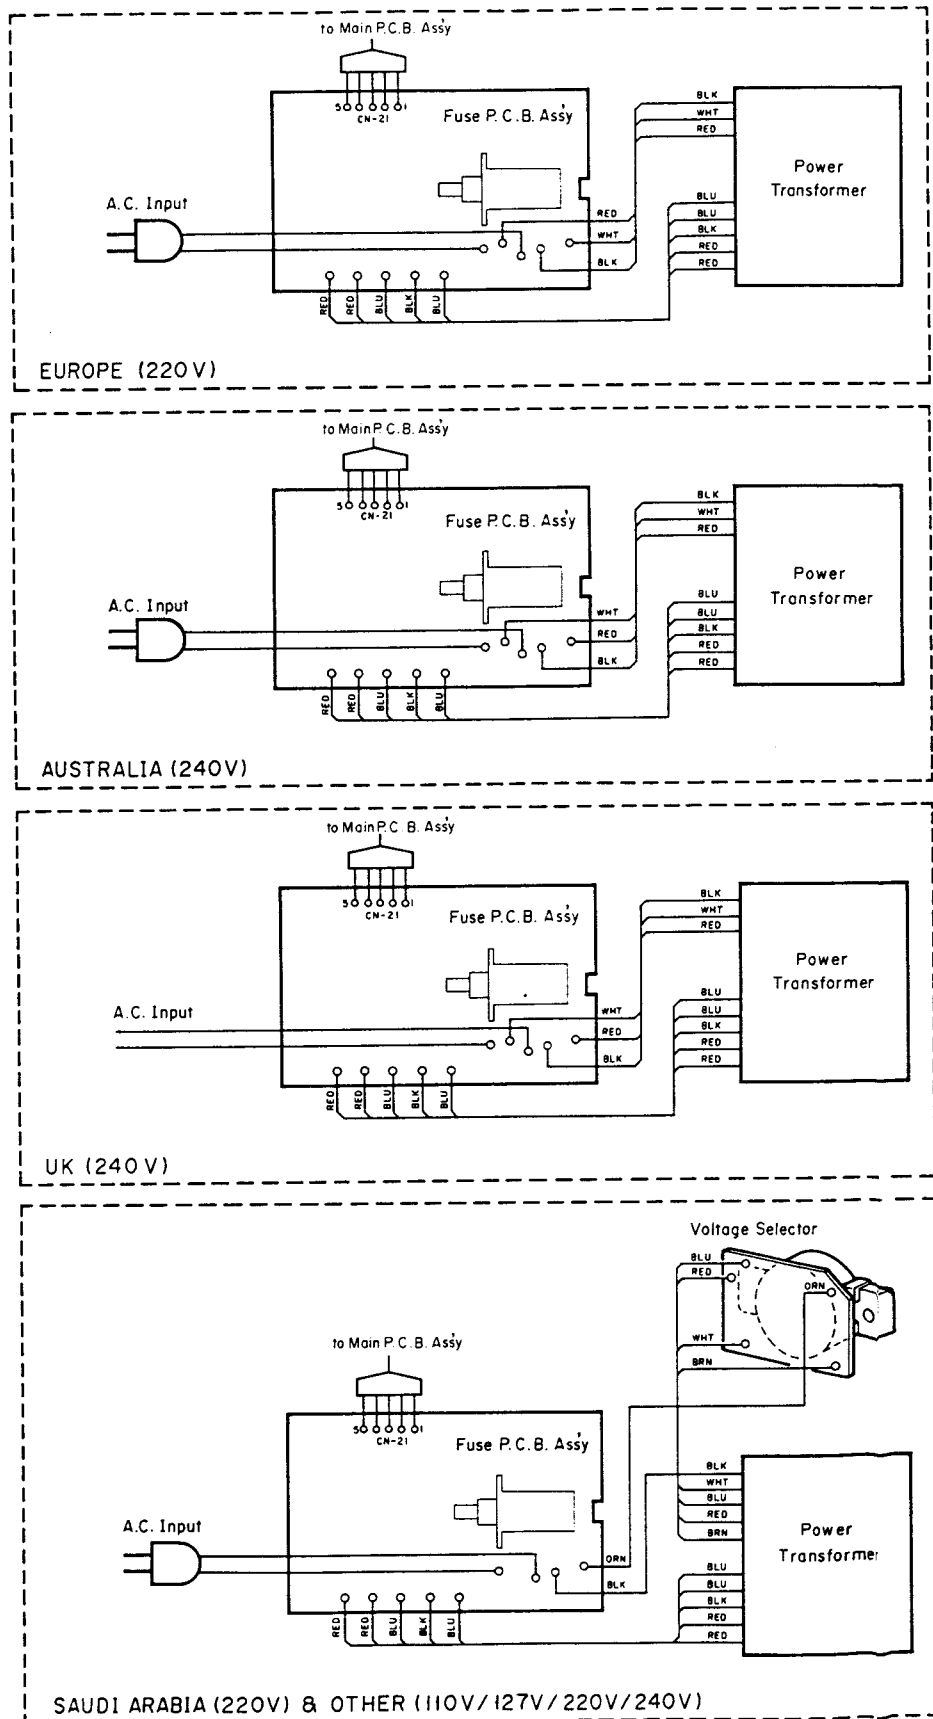 to Main P.C.B. Ass'y
5 1
CN-21
Fuse P.C.B. Ass'y
BLK
WHT
RED
Power
Transformer
A.C. Input
BLU
BLU
BLK
RED
RED
RED
WHT
BLK
RED
RED
BLU
BLK
BLU
EUROPE (220V)
to Main P.C.B. Ass'y
5 1
CN-21
Fuse P.C.B. Ass'y
BLK
WHT
RED
Power
Transformer
A.C. Input
BLU
BLU
BLK
RED
RED
WHT
RED
BLK
RED
RED
BLU
BLK
BLU
AUSTRALIA (240V)
to Main P.C.B. Ass'y
5 1
CN-21
Fuse P.C.B. Ass'y
BLK
WHT
RED
Power
Transformer
A.C. Input
BLU
BLU
BLK
RED
RED
WHT
RED
BLK
RED
RED
BLU
BLK
BLU
UK (240V)
Voltage Selector
BLU
RED
ORN
WHT
BRN
to Main P.C.B. Ass'y
5 1
CN-21
Fuse P.C.B. Ass'y
BLK
WHT
BLU
RED
BRN
Power
Transformer
A.C. Input
ORN
BLK
BLU
BLU
BLK
RED
RED
RED
RED
BLU
BLK
BLU
SAUDI ARABIA (220V) & OTHER (110V/127V/220V/240V)